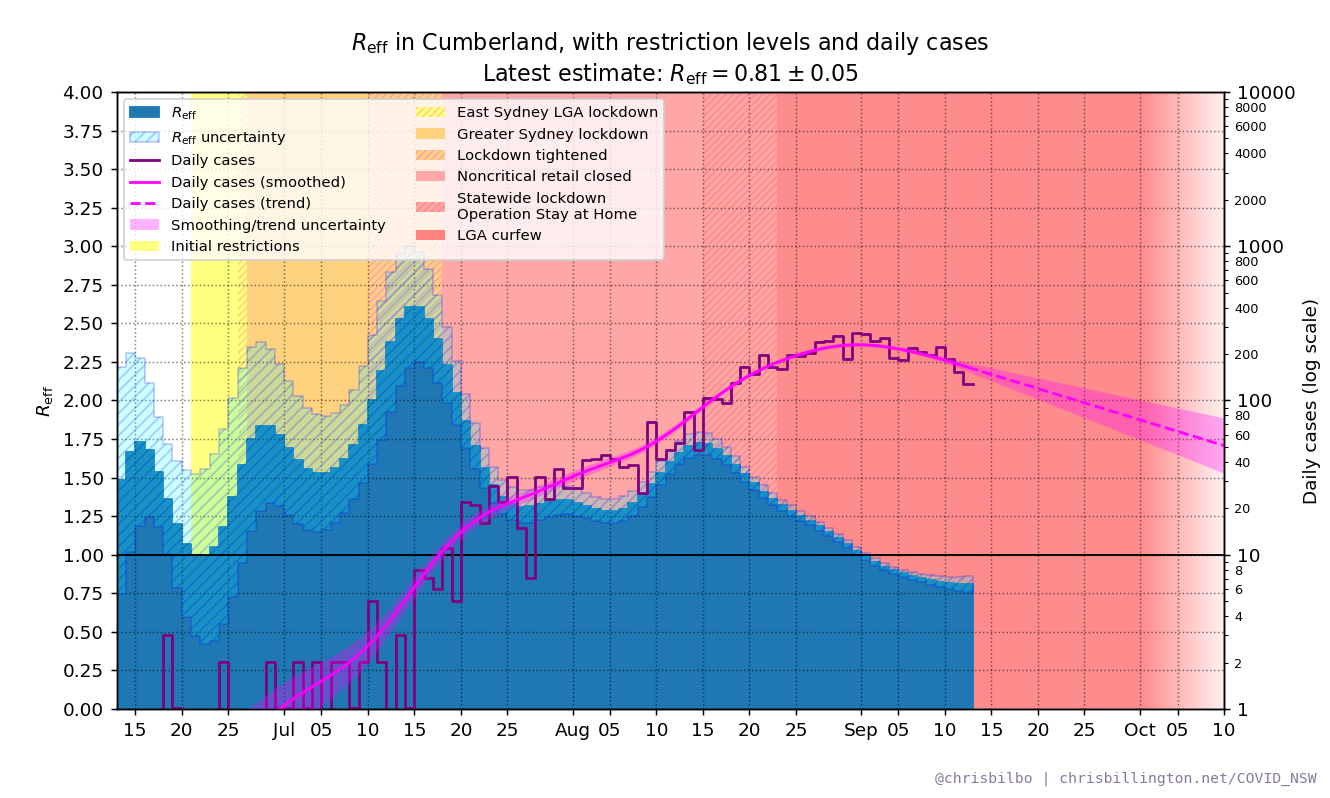 Reff in Cumberland, with restriction levels and daily cases
Latest estimate: Reff = 0.81 ± 0.05
Reff
Reff uncertainty
Daily cases
Daily cases (smoothed)
Daily cases (trend)
Smoothing/trend uncertainty
Initial restrictions
East Sydney LGA lockdown
Greater Sydney lockdown
Lockdown tightened
Noncritical retail closed
Statewide lockdown
Operation Stay at Home
LGA curfew
Reff
4.00
3.75
3.50
3.25
3.00
2.75
2.50
2.25
2.00
1.75
1.50
1.25
1.00
0.75
0.50
0.25
0.00
10000
8000
6000
4000
2000
1000
800
600
400
200
100
80
60
40
20
10
8
6
4
2
1
Daily cases (log scale)
15 20 25 Jul 05 10 15 20 25 Aug 05 10 15 20 25 Sep 05 10 15 20 25 Oct 05 10
@chrisbilbo | chrisbillington.net/COVID_NSW